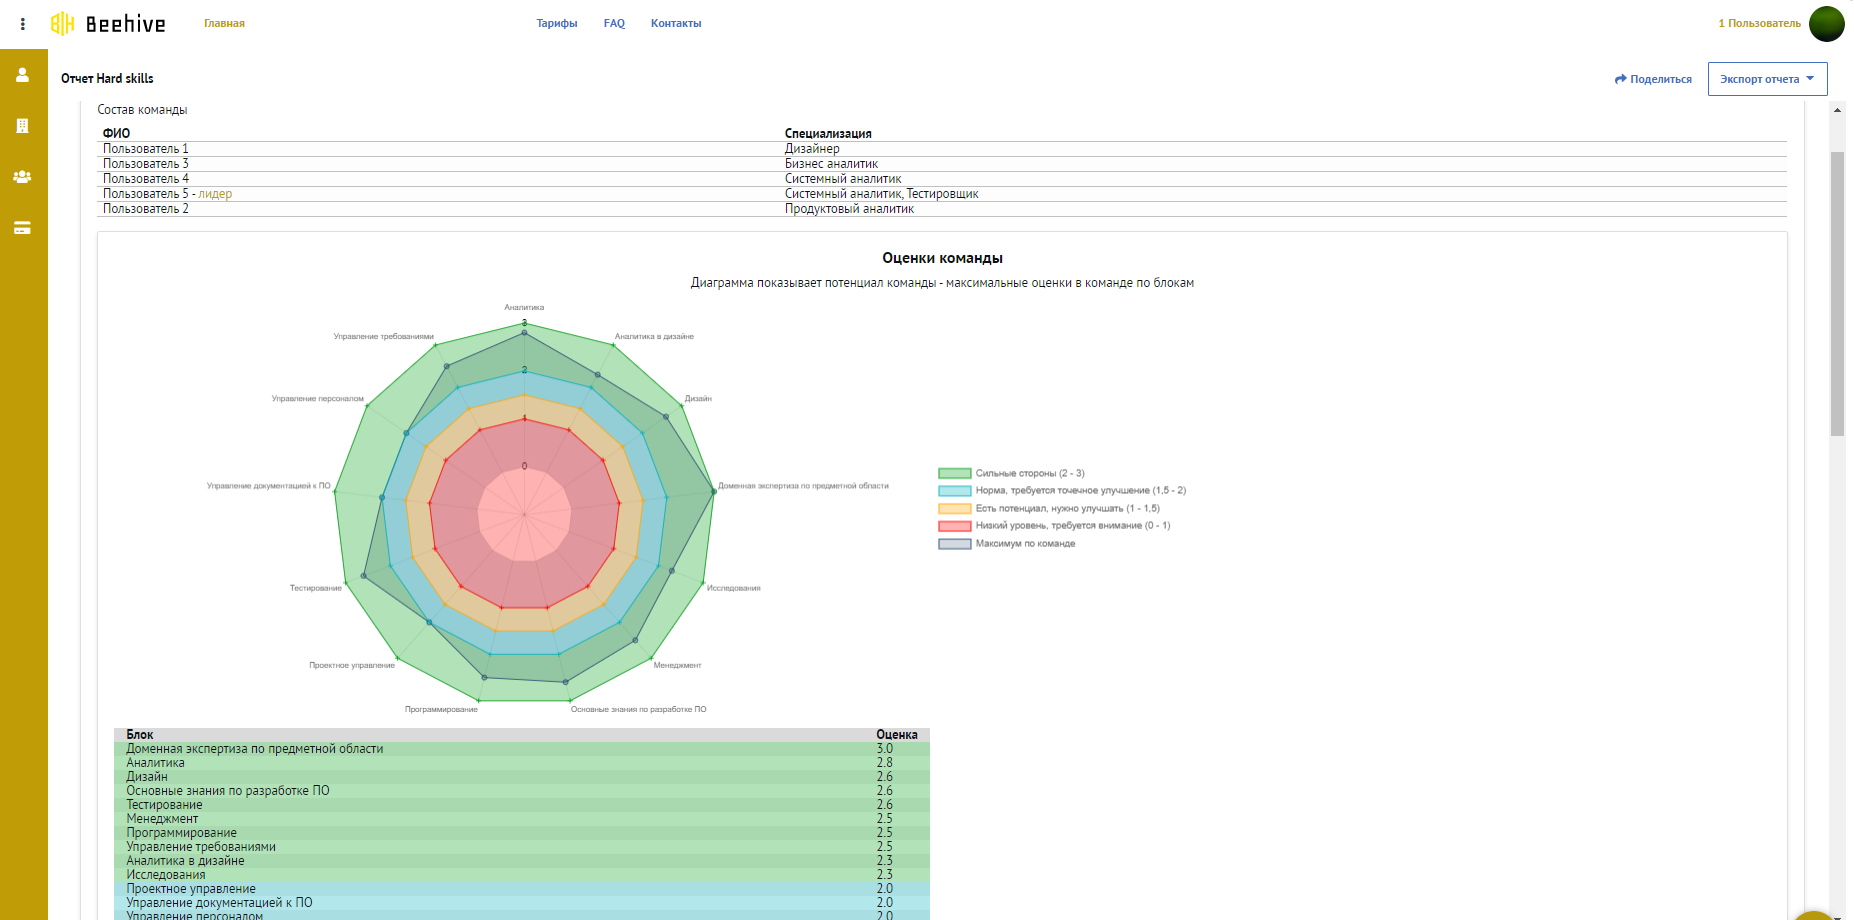 Beehive
Главная
Тарифы
FAQ
Контакты
1 Пользователь
Отчет Hard skills
Поделиться
Экспорт отчета
Состав команды
ФИО Специализация
Пользователь 1 Дизайнер
Пользователь 3 Бизнес аналитик
Пользователь 4 Системный аналитик
Пользователь 5 - лидер Системный аналитик, Тестировщик
Пользователь 2 Продуктовый аналитик
Оценки команды
Диаграмма показывает потенциал команды - максимальные оценки в команде по блокам
Аналитика
3
Управление требованиями
Аналитика в дизайне
2
Управление персоналом
Дизайн
1
0
Управление документацией к ПО
Доменная экспертиза по предметной области
Тестирование
Исследования
Проектное управление
Менеджмент
Программирование
Основные знания по разработке ПО
Сильные стороны (2 - 3)
Норма, требуется точечное улучшение (1,5 - 2)
Есть потенциал, нужно улучшать (1 - 1,5)
Низкий уровень, требуется внимание (0 - 1)
Максимум по команде
Блок Оценка
Доменная экспертиза по предметной области 3.0
Аналитика 2.8
Дизайн 2.6
Основные знания по разработке ПО 2.6
Тестирование 2.6
Менеджмент 2.5
Программирование 2.5
Управление требованиями 2.5
Аналитика в дизайне 2.3
Исследования 2.3
Проектное управление 2.0
Управление документацией к ПО 2.0
Управление персоналом 2.0